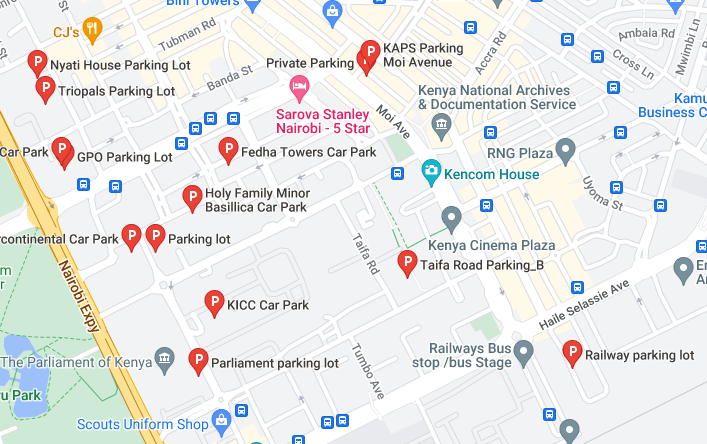 Bini Towers
CJ's
Tubman Rd
Banda St
Nyati House Parking Lot
Triopals Parking Lot
Private Parking
KAPS Parking
Moi Avenue
Accra Rd
Ambala Rd
Cross Ln
Mwimbi Ln
Sarova Stanley
Nairobi - 5 Star
Moi Ave
Kenya National Archives
& Documentation Service
Kamu
Business C
Car Park
GPO Parking Lot
Fedha Towers Car Park
RNG Plaza
Kencom House
Uyoma St
Holy Family Minor
Basillica Car Park
rcontinental Car Park
Parking lot
Kenya Cinema Plaza
Taifa Rd
Taifa Road Parking_B
Nairobi Expy
m
r
En
Ar
KICC Car Park
Haile Selassie Ave
The Parliament of Kenya
Parliament parking lot
Tumbo Ave
Railways Bus
stop /bus Stage
Railway parking lot
ru Park
Scouts Uniform Shop